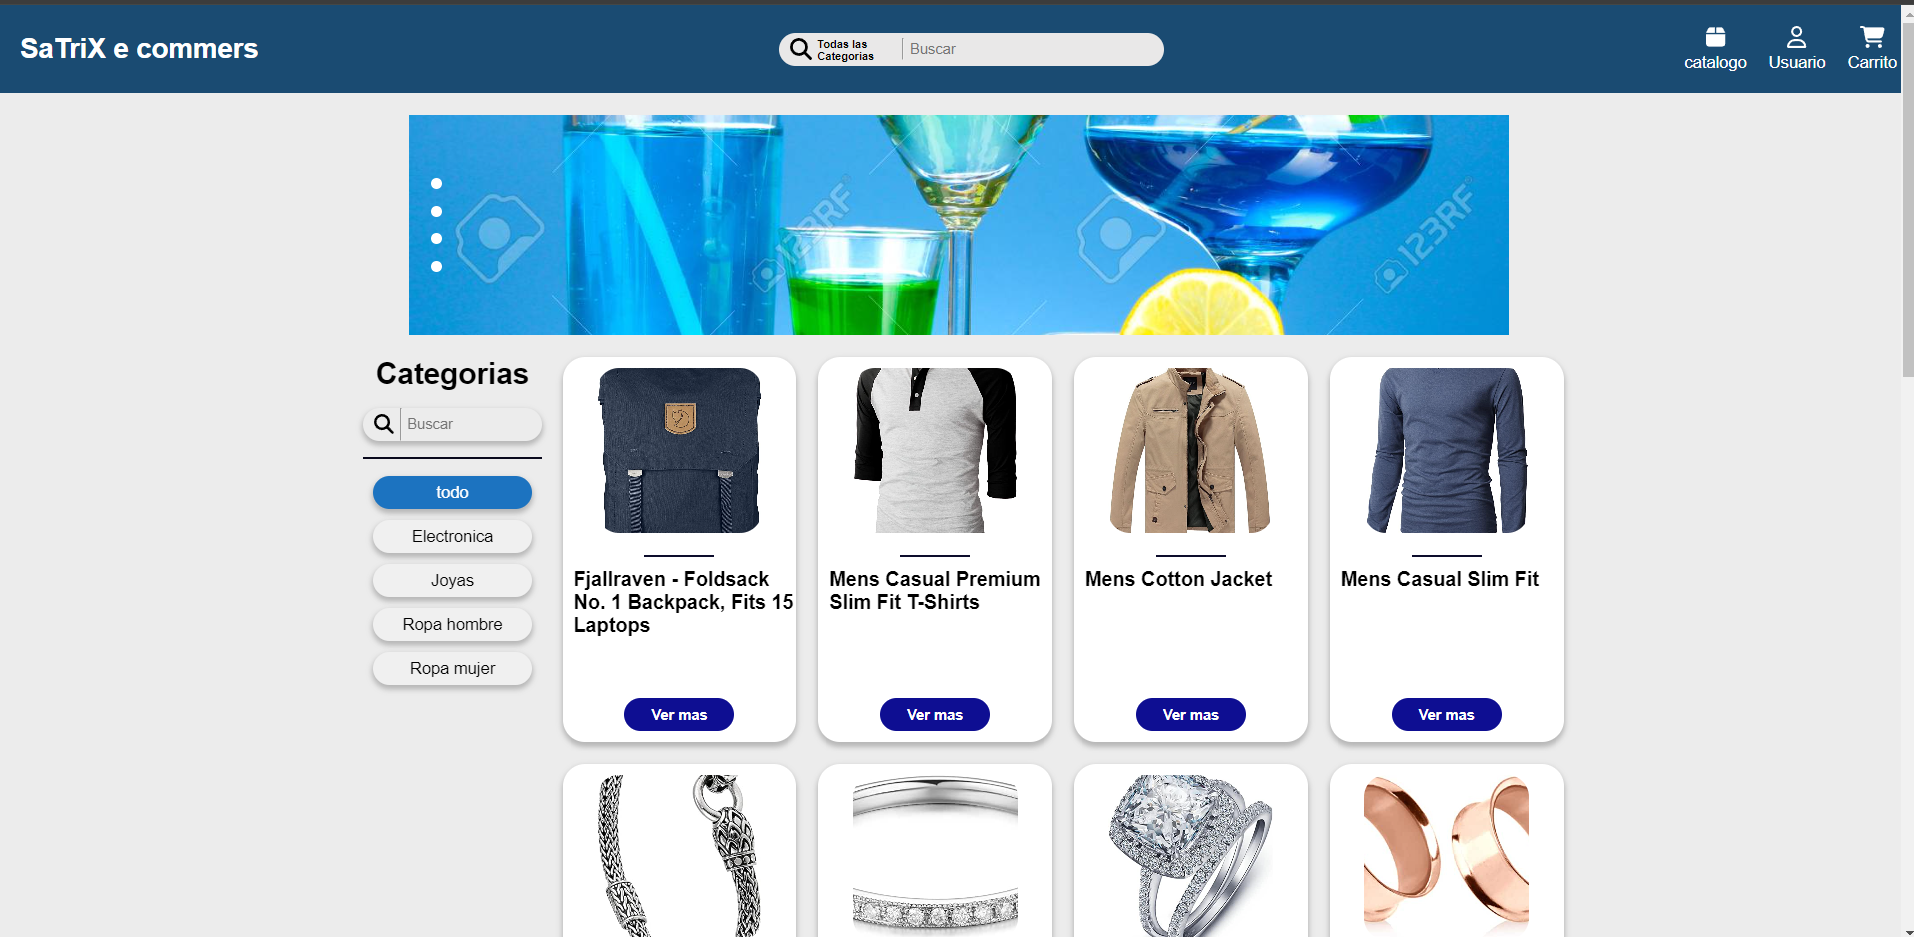 SaTriX e commers
Todas las
Categorias
Buscar
catalogo
Usuario
Carrito
123RF
123RF
Categorias
Buscar
todo
Electronica
Joyas
Ropa hombre
Ropa mujer
Fjallraven - Foldsack
No. 1 Backpack, Fits 15
Laptops
Ver mas
Mens Casual Premium
Slim Fit T-Shirts
Ver mas
Mens Cotton Jacket
Ver mas
Mens Casual Slim Fit
Ver mas